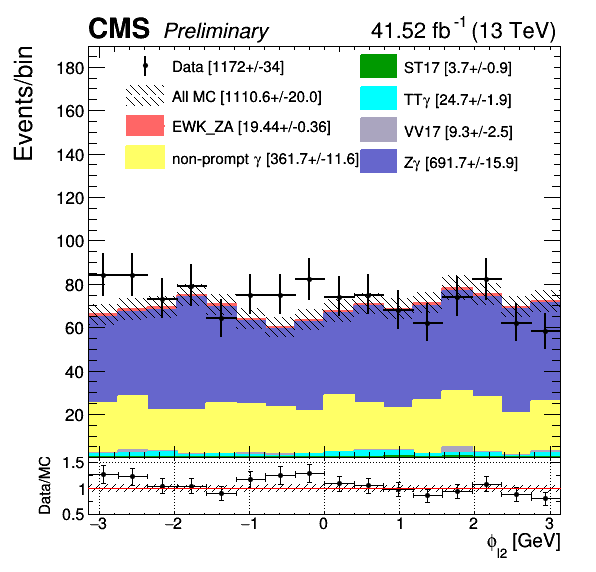 CMS Preliminary 41.52 fb⁻¹ (13 TeV)
Events/bin
180
160
140
120
100
80
60
40
20
Data [1172+/-34]
All MC [1110.6+/-20.0]
EWK_ZA [19.44+/-0.36]
non-prompt γ [361.7+/-11.6]
ST17 [3.7+/-0.9]
TTγ [24.7+/-1.9]
VV17 [9.3+/-2.5]
Zγ [691.7+/-15.9]
Data/MC
1.5
1
0.5
−3 −2 −1 0 1 2 3
ϕl2 [GeV]